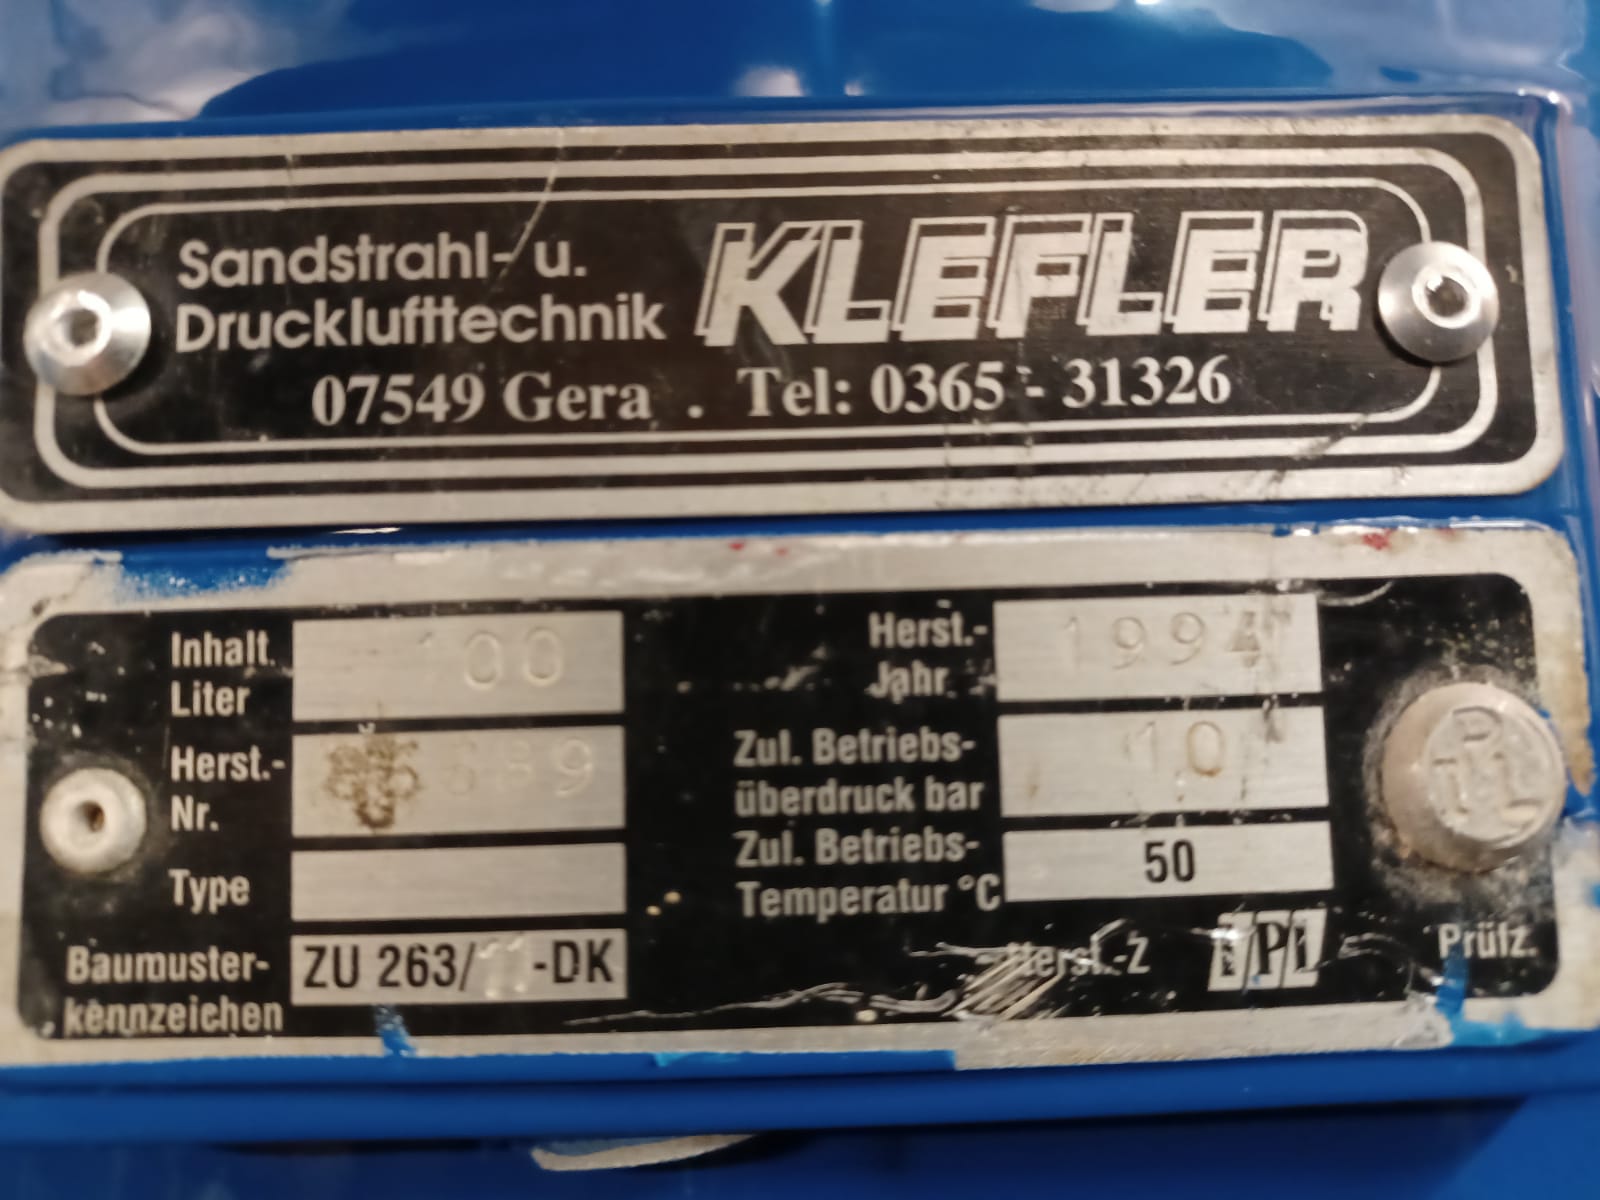 Sandstrahl- u.
Drucklufttechnik
KLEFLER
07549 Gera . Tel: 0365 - 31326
Inhalt
Liter
100
Herst.-
Jahr
1994
Herst.-
Nr.
Zul. Betriebs-
überdruck bar
10
Type
Zul. Betriebs-
Temperatur °C
50
Baumuster-
kennzeichen
ZU 263/
-DK
Herst.-Z
Prüfz.